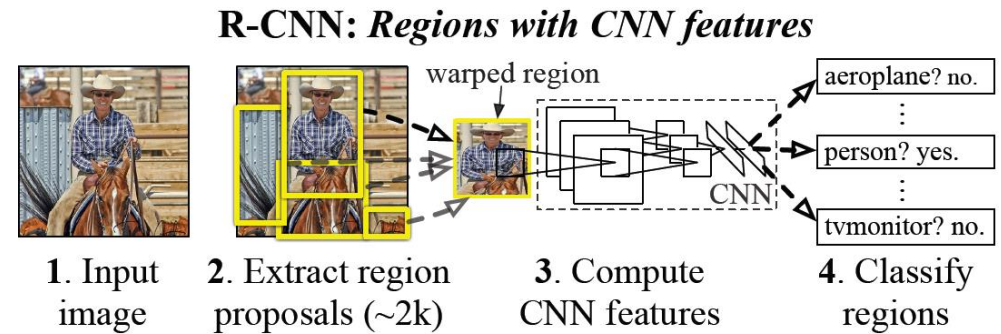 R-CNN: Regions with CNN features
warped region
aeroplane? no.
⋮
person? yes.
⋮
tvmonitor? no.
CNN
1. Input
image
2. Extract region
proposals (~2k)
3. Compute
CNN features
4. Classify
regions